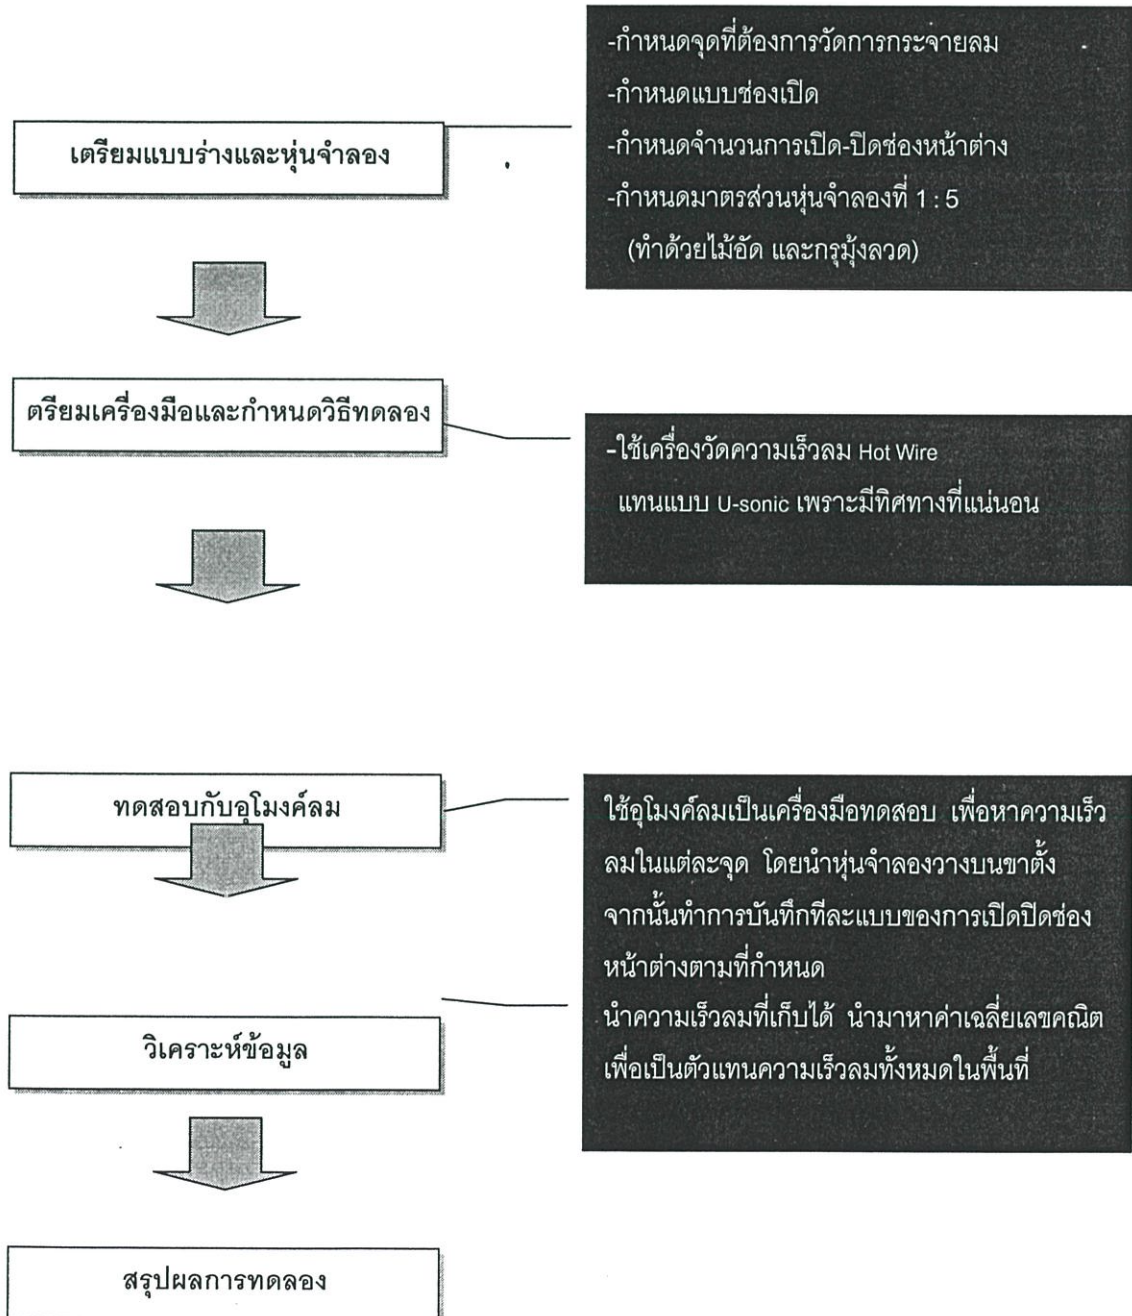 เตรียมแบบร่างและหุ่นจำลอง
-กำหนดจุดที่ต้องการวัดการกระจายลม
-กำหนดแบบช่องเปิด
-กำหนดจำนวนการเปิด-ปิดช่องหน้าต่าง
-กำหนดมาตรส่วนหุ่นจำลองที่ 1 : 5
(ทำด้วยไม้อัด และกรุมุ้งลวด)
ตรียมเครื่องมือและกำหนดวิธีทดลอง
-ใช้เครื่องวัดความเร็วลม Hot Wire
แทนแบบ U-sonic เพราะมีทิศทางที่แน่นอน
ทดสอบกับอุโมงค์ลม
ใช้อุโมงค์ลมเป็นเครื่องมือทดสอบ เพื่อหาความเร็ว
ลมในแต่ละจุด โดยนำหุ่นจำลองวางบนขาตั้ง
จากนั้นทำการบันทึกทีละแบบของการเปิดปิดช่อง
หน้าต่างตามที่กำหนด
นำความเร็วลมที่เก็บได้ นำมาหาค่าเฉลี่ยเลขคณิต
เพื่อเป็นตัวแทนความเร็วลมทั้งหมดในพื้นที่
วิเคราะห์ข้อมูล
สรุปผลการทดลอง